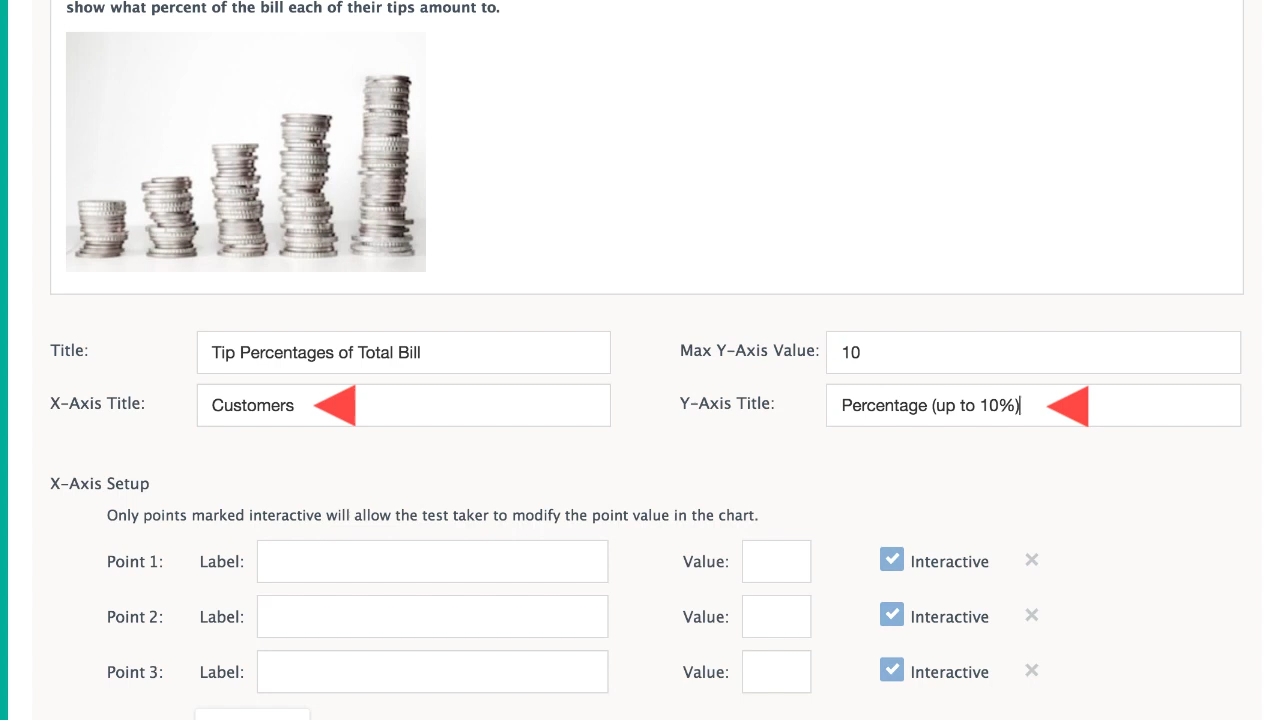 show what percent of the bill each of their tips amount to.
Title: Tip Percentages of Total Bill Max Y-Axis Value: 10
X-Axis Title: Customers Y-Axis Title: Percentage (up to 10%)
X-Axis Setup
Only points marked interactive will allow the test taker to modify the point value in the chart.
Point 1: Label: Value: Interactive
Point 2: Label: Value: Interactive
Point 3: Label: Value: Interactive